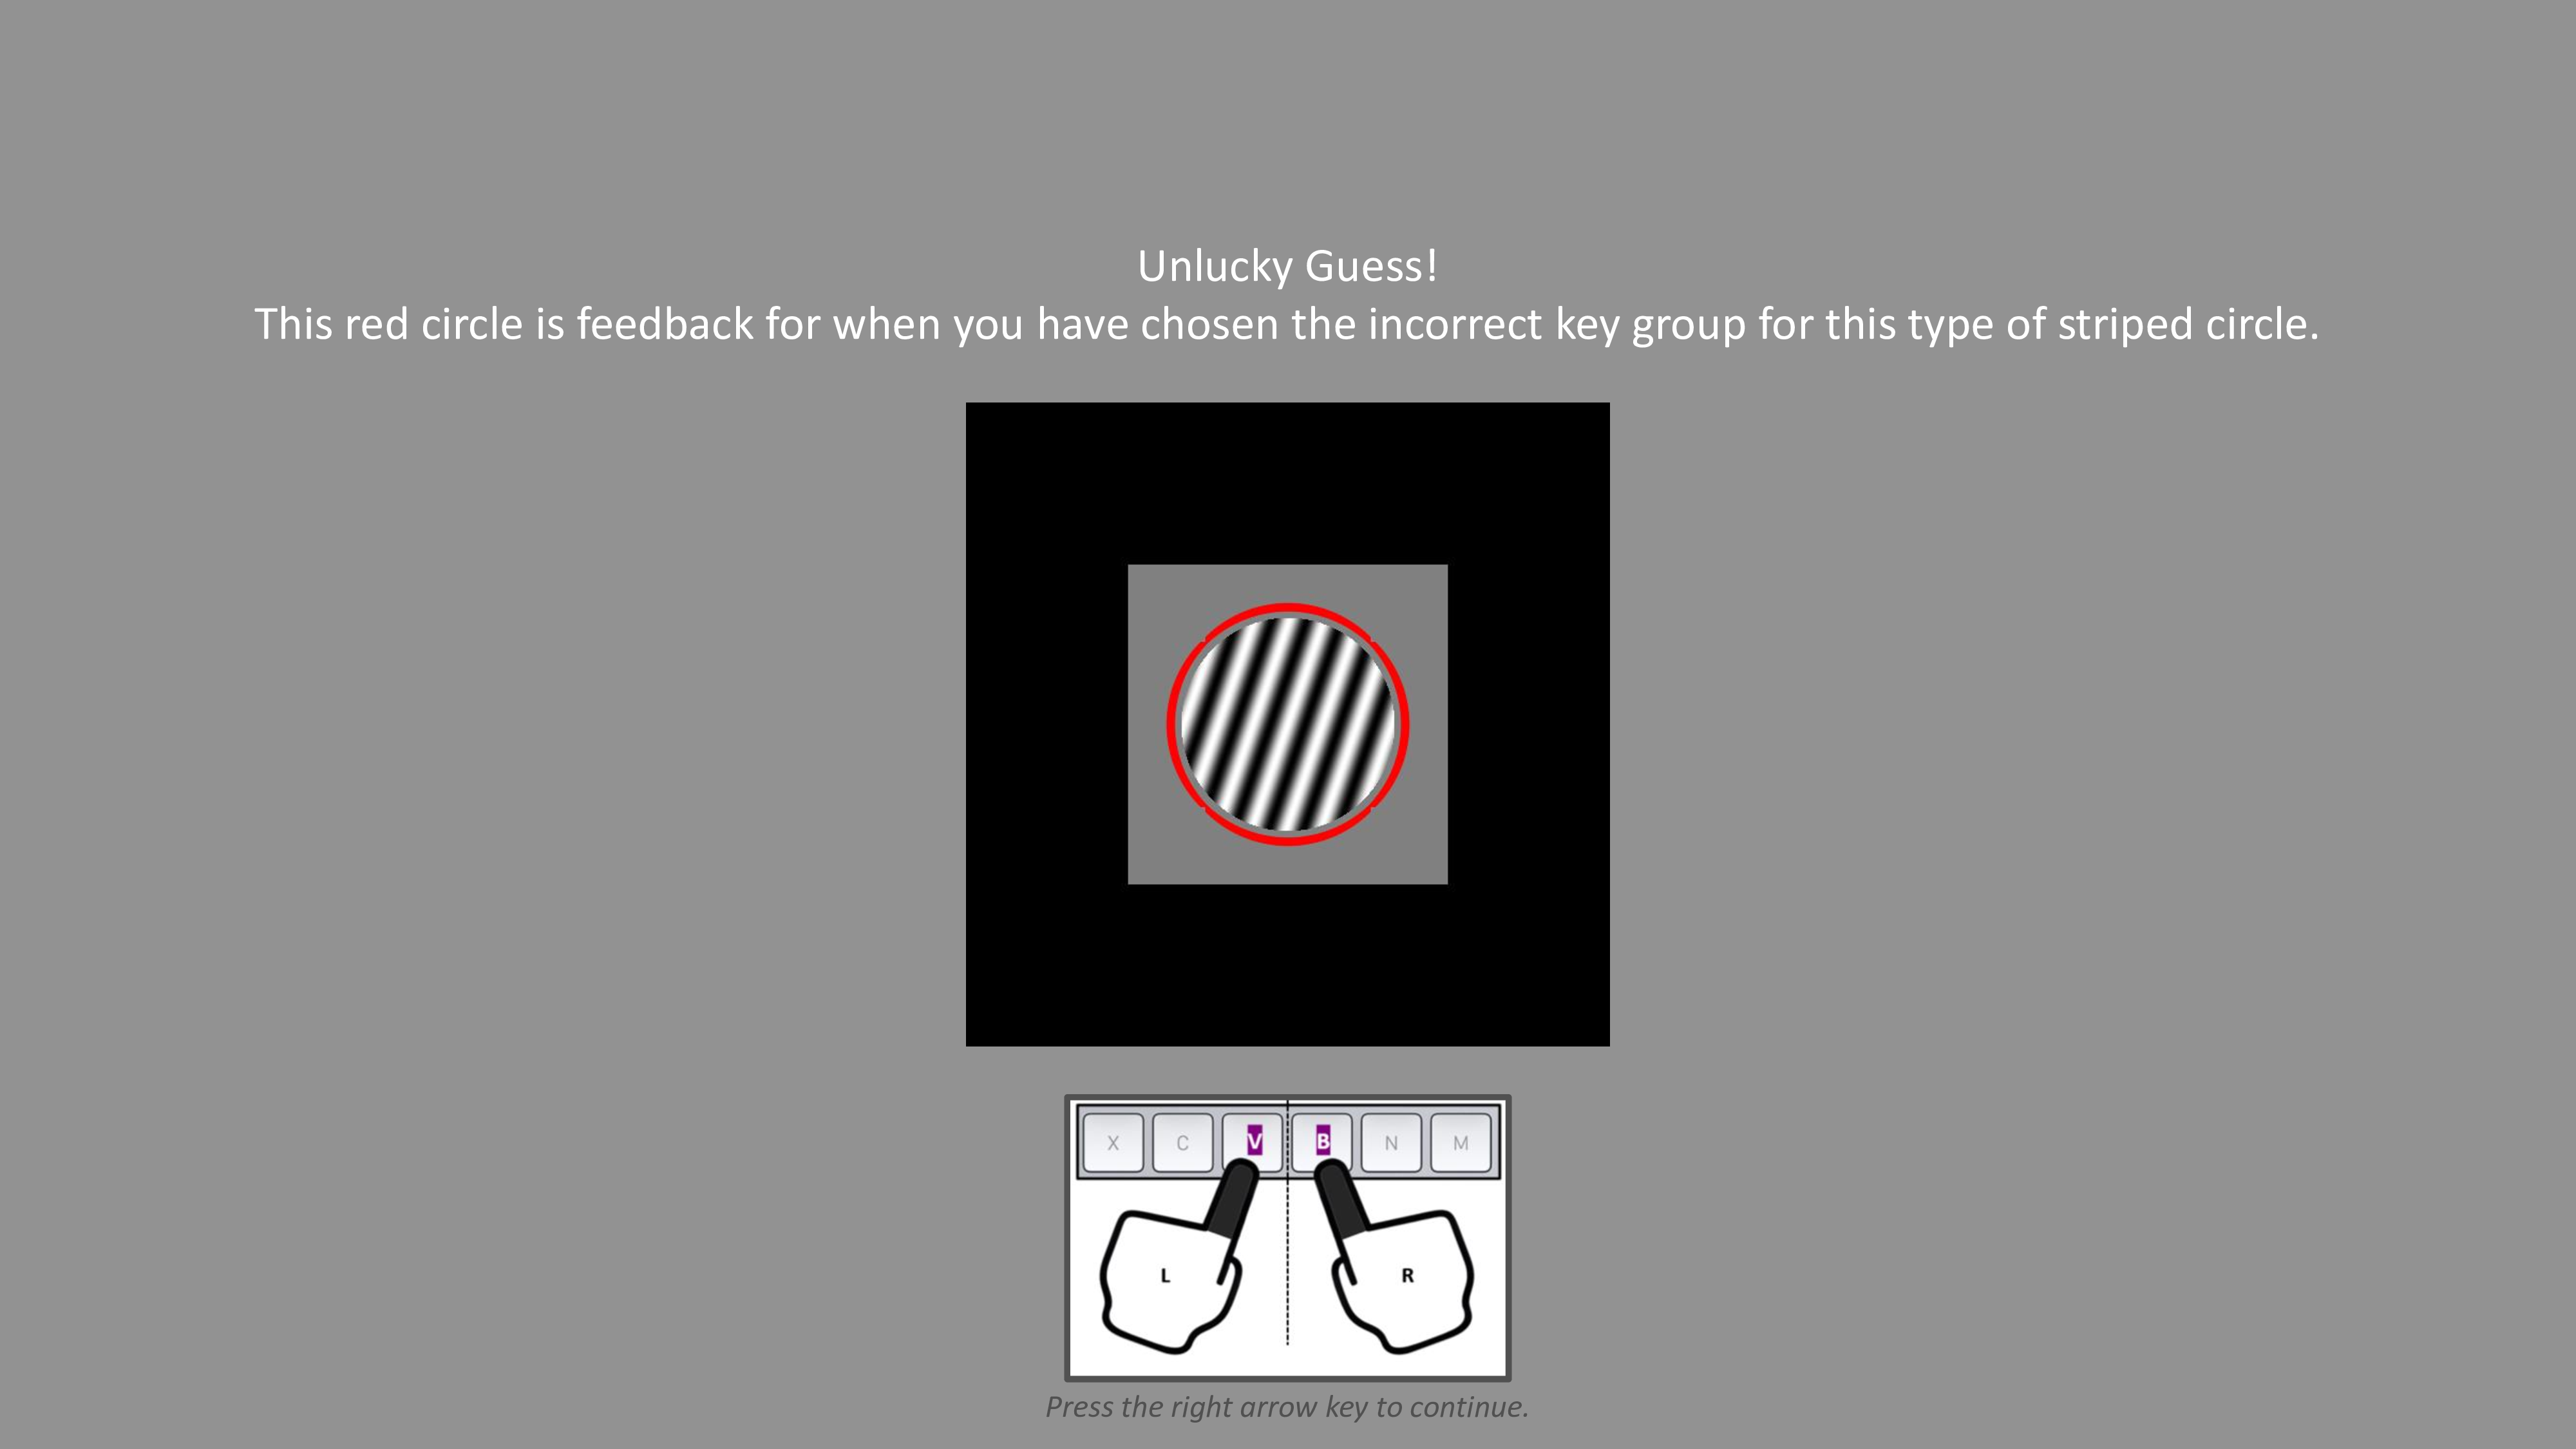 Unlucky Guess!
This red circle is feedback for when you have chosen the incorrect key group for this type of striped circle.
X C V B N M
L R
Press the right arrow key to continue.